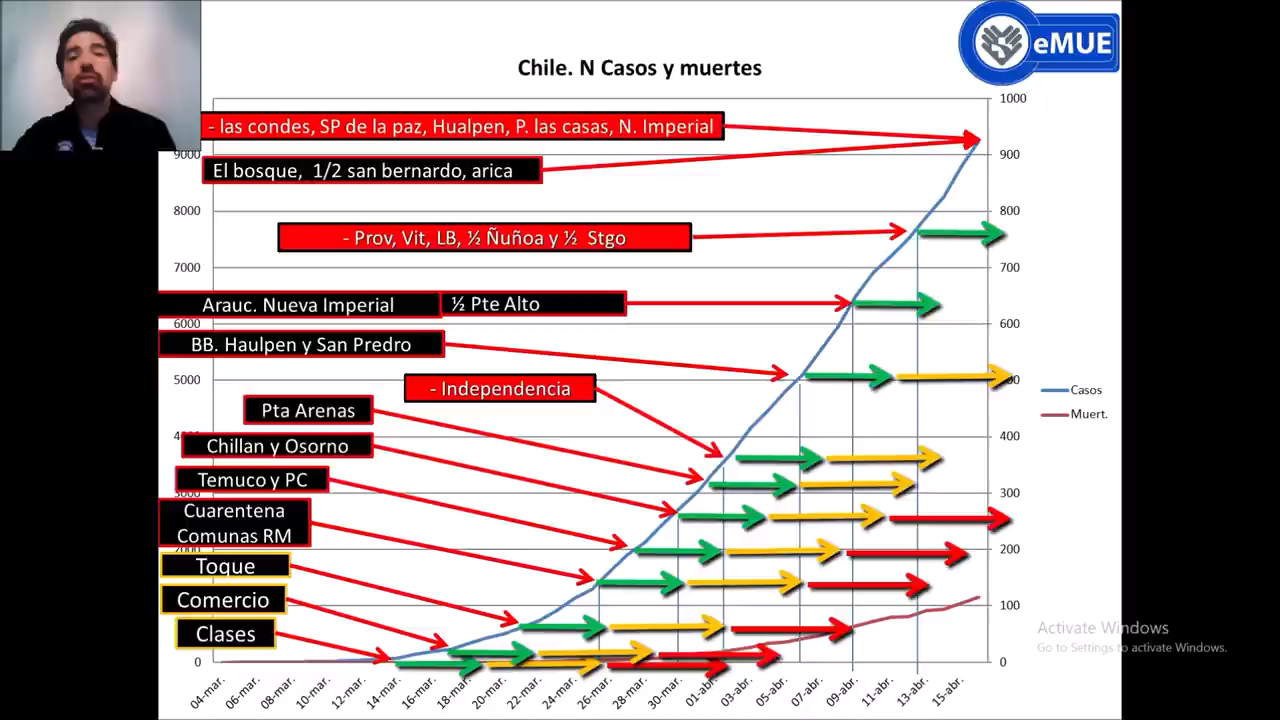 eMUE
Chile. N Casos y muertes
- las condes, SP de la paz, Hualpen, P. las casas, N. Imperial
El bosque, 1/2 san bernardo, arica
- Prov, Vit, LB, ½ Ñuñoa y ½ Stgo
Arauc. Nueva Imperial
½ Pte Alto
BB. Haulpen y San Predro
- Independencia
Pta Arenas
Chillan y Osorno
Temuco y PC
Cuarentena
Comunas RM
Toque
Comercio
Clases
9000
8000
7000
6000
5000
0
1000
900
800
700
600
400
300
200
100
0
Casos
Muert.
04-mar.
06-mar.
08-mar.
10-mar.
12-mar.
14-mar.
16-mar.
18-mar.
20-mar.
22-mar.
24-mar.
26-mar.
28-mar.
30-mar.
01-abr.
03-abr.
05-abr.
07-abr.
09-abr.
11-abr.
13-abr.
15-abr.
Activate Windows
Go to Settings to activate Windows.